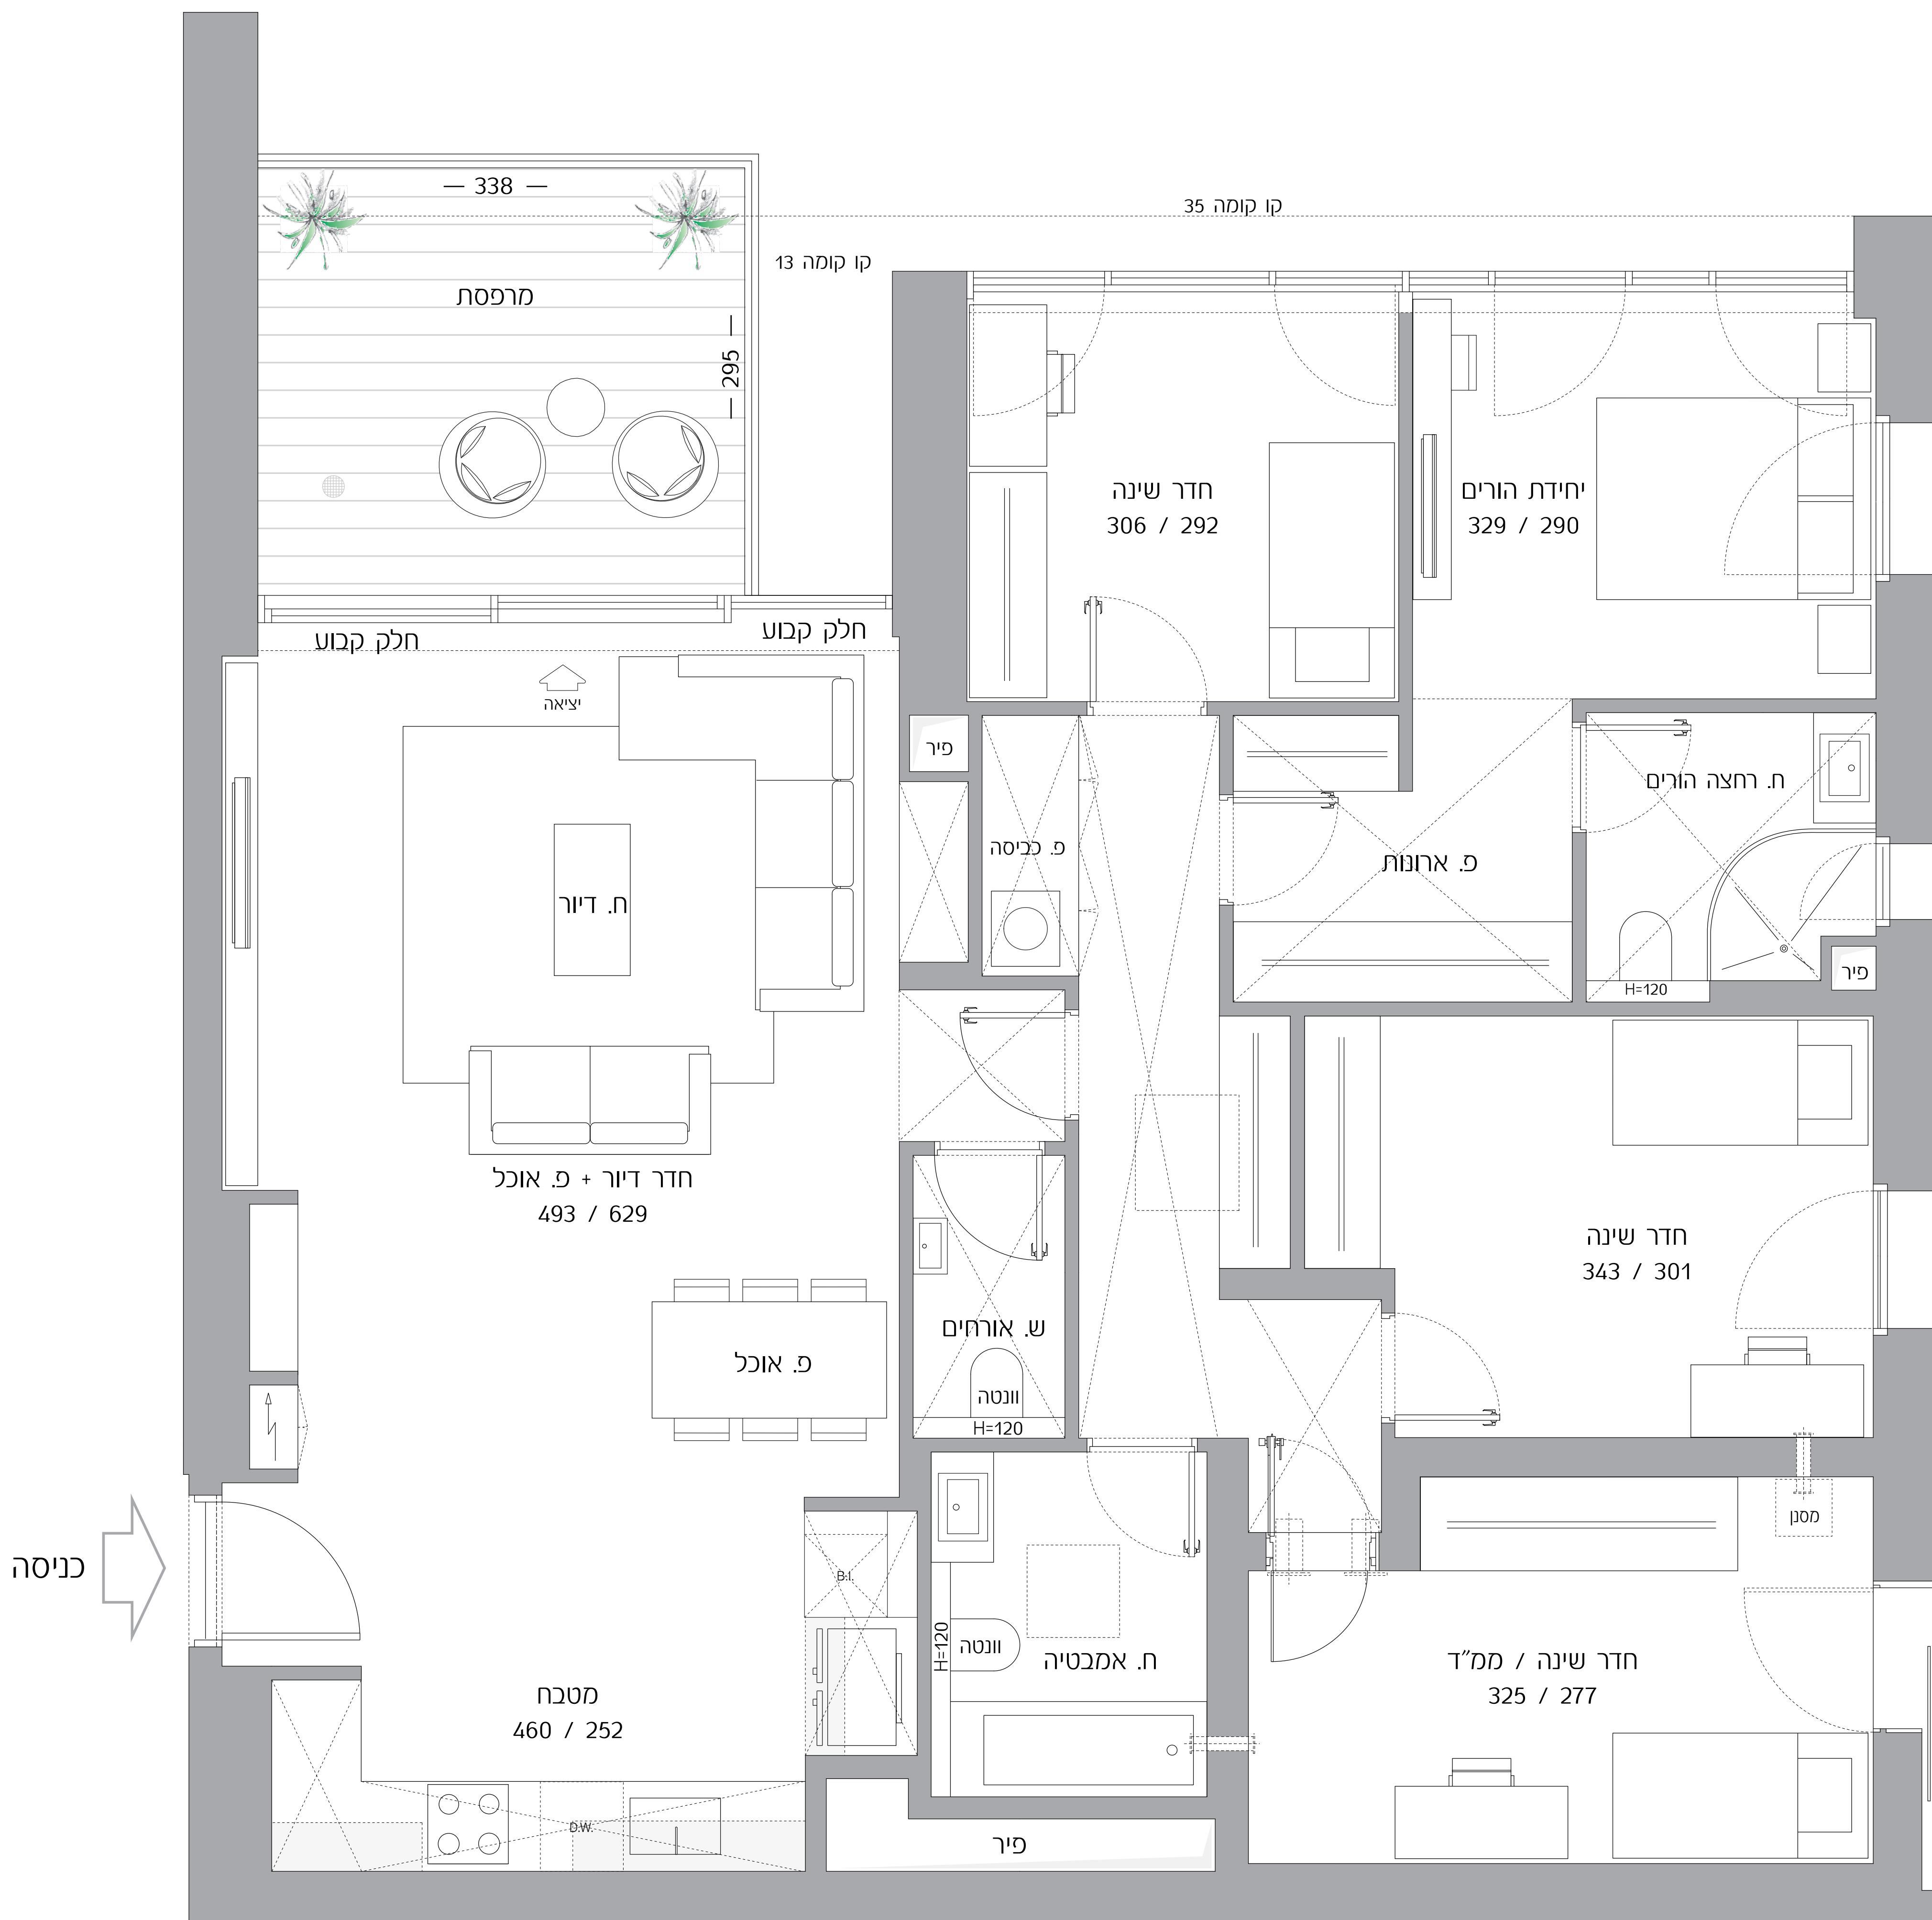 — 338 —
קו קומה 35
קו קומה 13
מרפסת
— 295 —
חדר שינה
306 / 292
יחידת הורים
329 / 290
חלק קבוע
חלק קבוע
יציאה
פיר
ח. רחצה הורים
פ. כביסה
פ. ארונות
ח. דיור
פיר
H=120
חדר דיור + פ. אוכל
493 / 629
חדר שינה
343 / 301
ש. אורחים
פ. אוכל
וונטה
H=120
מסנן
כניסה
B.I.
H=120
וונטה
ח. אמבטיה
חדר שינה / ממ״ד
325 / 277
מטבח
460 / 252
D.W.
פיר